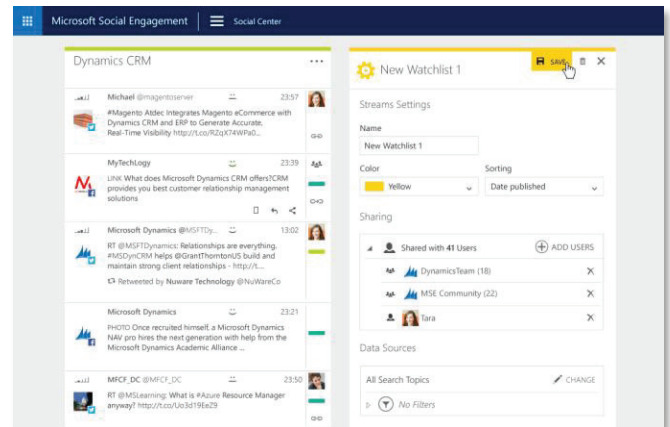 Microsoft Social Engagement
Social Center
Dynamics CRM
Michael @magentoserver 23:57
#Magento Atdec Integrates Magento eCommerce with
Dynamics CRM and ERP to Generate Accurate,
Real-Time Visibility http://t.co/RZqX74WPa0...
MyTechLogy 23:39
LINK What does Microsoft Dynamics CRM offers?CRM
provides you best customer relationship management
solutions
Microsoft Dynamics @MSFTDy... 13:02
RT @MSFTDynamics: Relationships are everything.
#MSDynCRM helps @GrantThorntonUS build and
maintain strong client relationships - http://t....
Retweeted by Nuware Technology @NuWareCo
Microsoft Dynamics 23:21
PHOTO Once recruited himself, a Microsoft Dynamics
NAV pro hires the next generation with help from the
Microsoft Dynamics Academic Alliance ...
MFCF_DC @MFCF_DC 23:50
RT @MSLearning: What is #Azure Resource Manager
anyway? http://t.co/Uo3d19EeZ9
New Watchlist 1
SAVE
Streams Settings
Name
New Watchlist 1
Color
Sorting
Yellow
Date published
Sharing
Shared with 41 Users
ADD USERS
DynamicsTeam (18)
MSE Community (22)
Tara
Data Sources
All Search Topics
CHANGE
No Filters